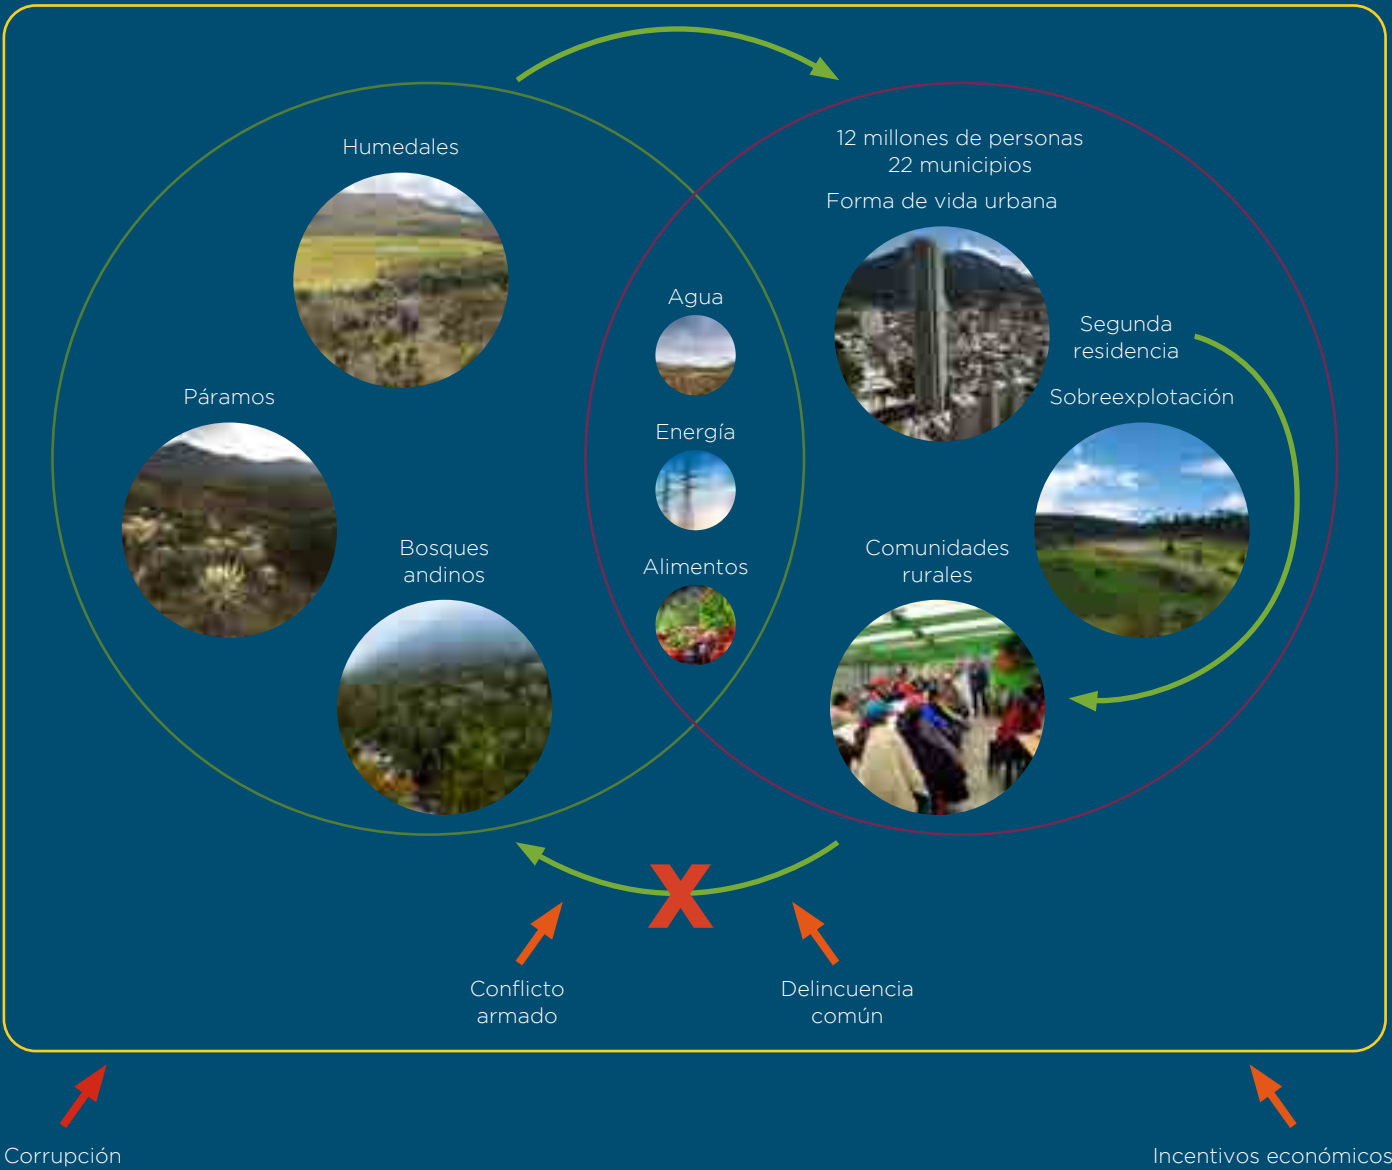 Humedales
Páramos
Bosques
andinos
Agua
Energía
Alimentos
12 millones de personas
22 municipios
Forma de vida urbana
Segunda
residencia
Sobreexplotación
Comunidades
rurales
X
Conflicto
armado
Delincuencia
común
Corrupción
Incentivos económicos